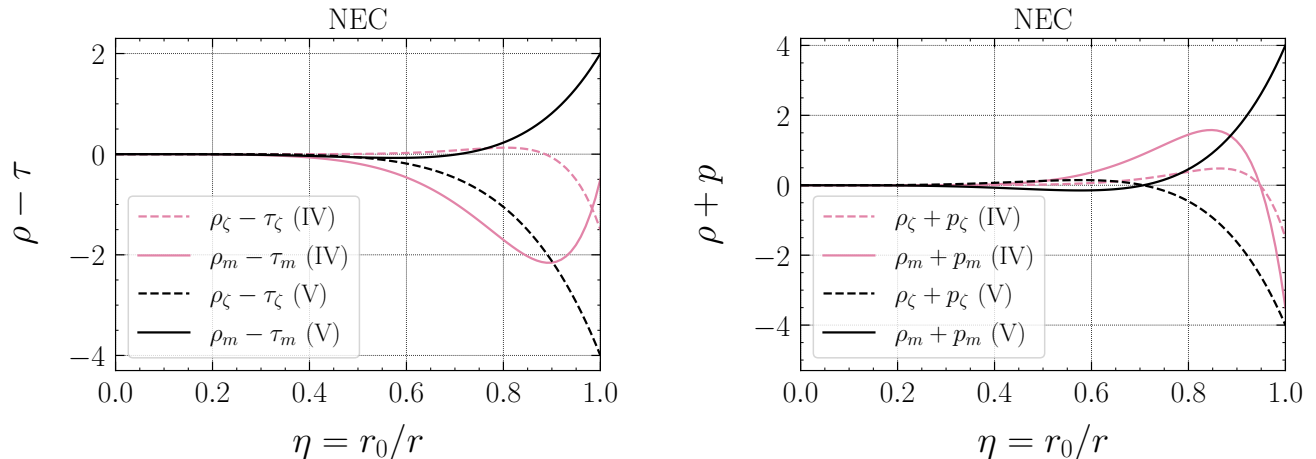 NEC
ρ − τ
2
0
−2
−4
ρ_ζ − τ_ζ (IV)
ρ_m − τ_m (IV)
ρ_ζ − τ_ζ (V)
ρ_m − τ_m (V)
0.0 0.2 0.4 0.6 0.8 1.0
η = r_0/r
NEC
ρ + p
4
2
0
−2
−4
ρ_ζ + p_ζ (IV)
ρ_m + p_m (IV)
ρ_ζ + p_ζ (V)
ρ_m + p_m (V)
0.0 0.2 0.4 0.6 0.8 1.0
η = r_0/r